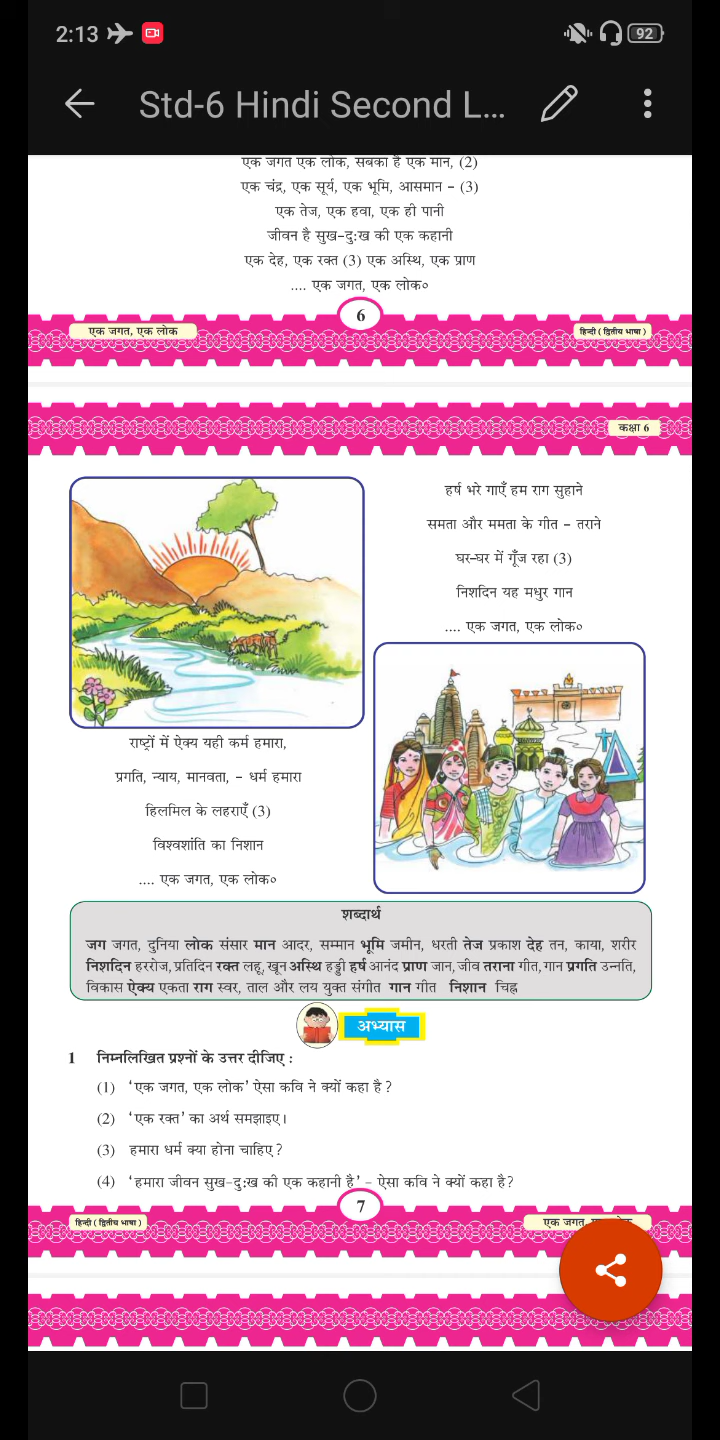 2:13
92
Std-6 Hindi Second L...
एक जगत एक लोक, सबका है एक मान, (2)
एक चंद्र, एक सूर्य, एक भूमि, आसमान - (3)
एक तेज, एक हवा, एक ही पानी
जीवन है सुख-दुःख की एक कहानी
एक देह, एक रक्त (3) एक अस्थि, एक प्राण
.... एक जगत, एक लोक०
6
एक जगत, एक लोक
हिन्दी ( द्वितीय भाषा )
कक्षा 6
हर्ष भरे गाएँ हम राग सुहाने
समता और ममता के गीत - तराने
घर-घर में गूँज रहा (3)
निशदिन यह मधुर गान
.... एक जगत, एक लोक०
राष्ट्रों में ऐक्य यही कर्म हमारा,
प्रगति, न्याय, मानवता, - धर्म हमारा
हिलमिल के लहराएँ (3)
विश्वशांति का निशान
.... एक जगत, एक लोक०
शब्दार्थ
जग जगत, दुनिया लोक संसार मान आदर, सम्मान भूमि जमीन, धरती तेज प्रकाश देह तन, काया, शरीर
निशदिन हररोज, प्रतिदिन रक्त लहू, खून अस्थि हड्डी हर्ष आनंद प्राण जान, जीव तराना गीत, गान प्रगति उन्नति,
विकास ऐक्य एकता राग स्वर, ताल और लय युक्त संगीत गान गीत निशान चिह्न
अभ्यास
1 निम्नलिखित प्रश्नों के उत्तर दीजिए :
(1) 'एक जगत, एक लोक' ऐसा कवि ने क्यों कहा है ?
(2) 'एक रक्त' का अर्थ समझाइए।
(3) हमारा धर्म क्या होना चाहिए ?
(4) 'हमारा जीवन सुख-दुःख की एक कहानी है' - ऐसा कवि ने क्यों कहा है?
7
हिन्दी ( द्वितीय भाषा )
एक जगत,